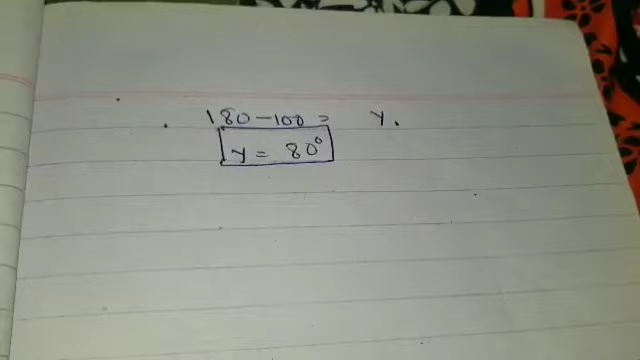 180-100 = y.
y = 80°